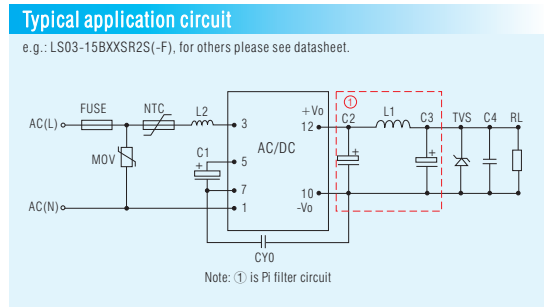 Typical application circuit
e.g.: LS03-15BXXSR2S(-F), for others please see datasheet.
FUSE NTC L2
AC(L)
MOV
AC(N)
C1
+
3
5
7
1
AC/DC
+Vo
12
10
-Vo
①
C2 L1 C3 TVS C4 RL
+ +
CY0
Note: ① is Pi filter circuit